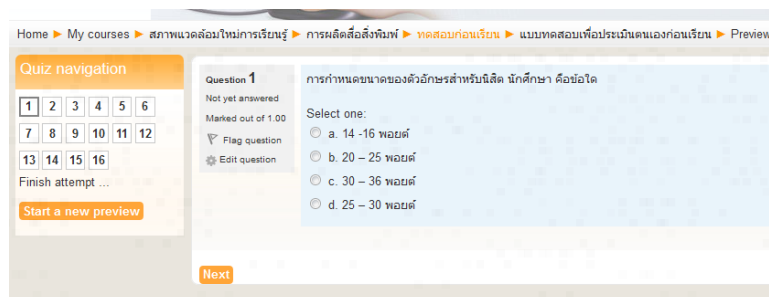 Home ► My courses ► สภาพแวดล้อมใหม่การเรียนรู้ ► การผลิตสื่อสิ่งพิมพ์ ► ทดสอบก่อนเรียน ► แบบทดสอบเพื่อประเมินตนเองก่อนเรียน ► Preview
Quiz navigation
1 2 3 4 5 6
7 8 9 10 11 12
13 14 15 16
Finish attempt ...
Start a new preview
Question 1
Not yet answered
Marked out of 1.00
Flag question
Edit question
การกำหนดขนาดของตัวอักษรสำหรับนิสิต นักศึกษา คือข้อใด
Select one:
a. 14 -16 พอยต์
b. 20 – 25 พอยต์
c. 30 – 36 พอยต์
d. 25 – 30 พอยต์
Next